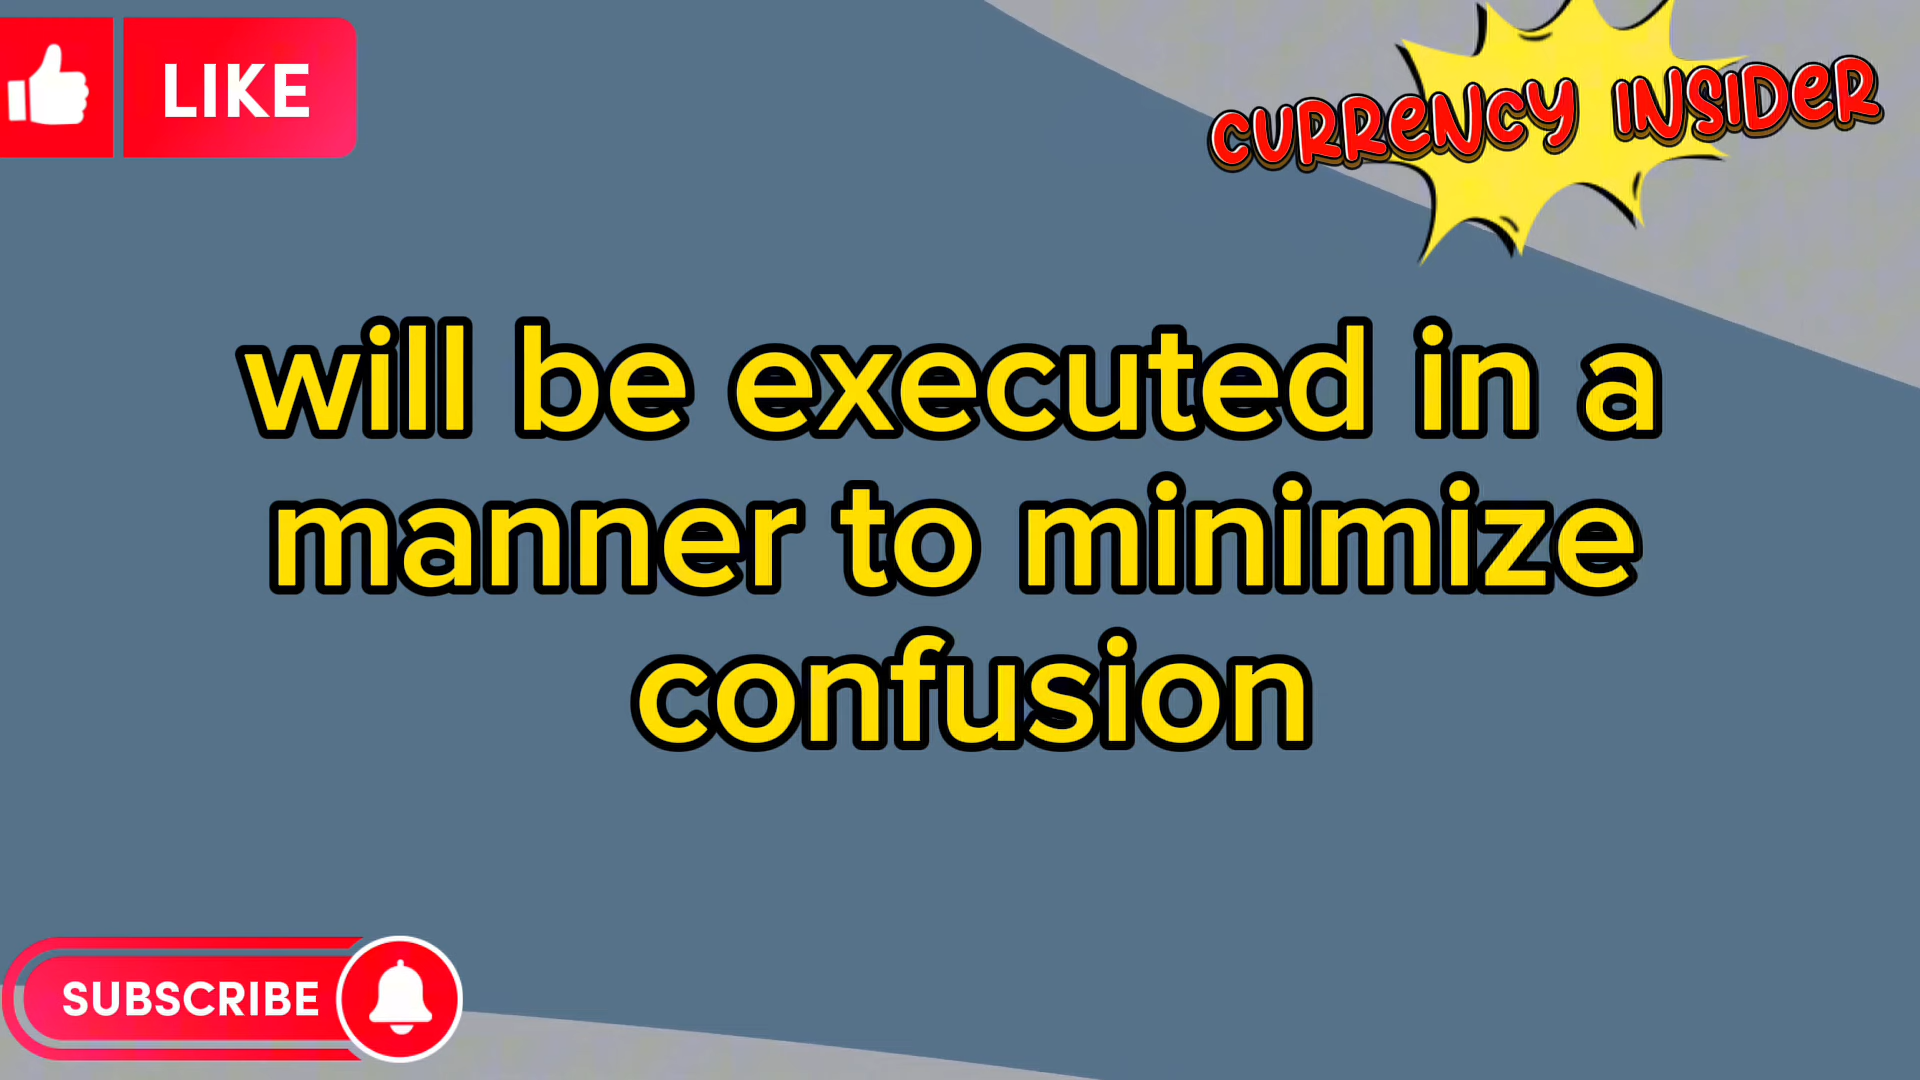 LIKE
CURRENCY INSIDER
will be executed in a
manner to minimize
confusion
SUBSCRIBE